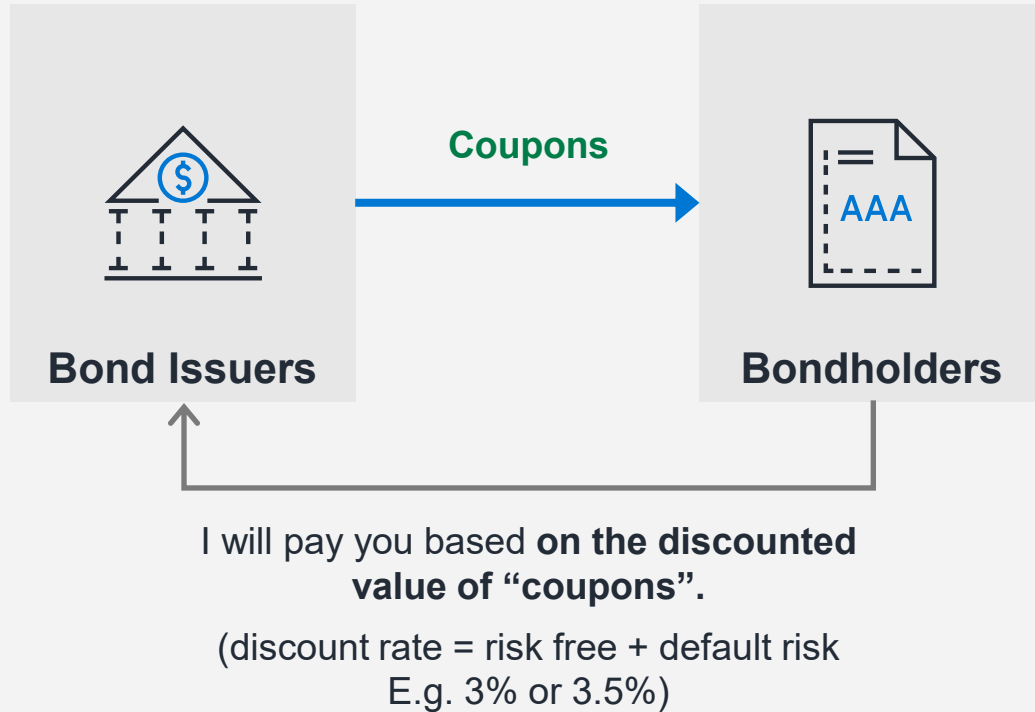 Coupons
$
AAA
Bond Issuers
Bondholders
I will pay you based on the discounted
value of “coupons”.
(discount rate = risk free + default risk
E.g. 3% or 3.5%)